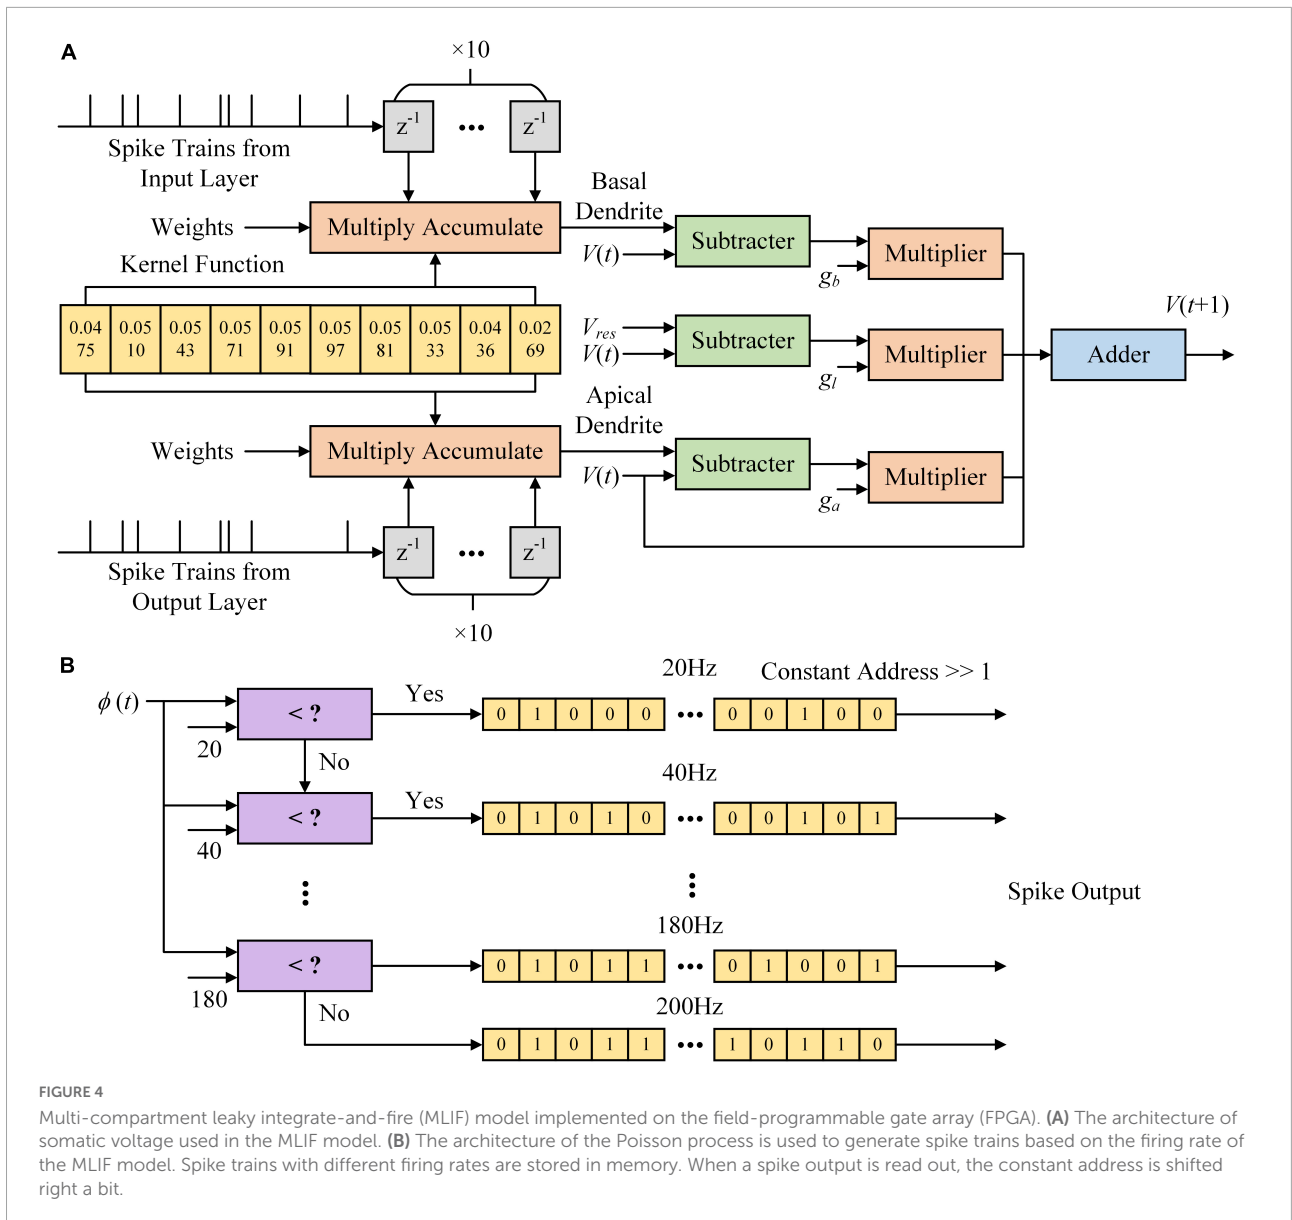 A
×10
z⁻¹ ••• z⁻¹
Spike Trains from
Input Layer
Basal
Dendrite
Weights
Multiply Accumulate
V(t)
Subtracter
Multiplier
g_b
Kernel Function
0.04 0.05 0.05 0.05 0.05 0.05 0.05 0.05 0.04 0.02
75 10 43 71 91 97 81 33 36 69
V_res
V(t)
Subtracter
Multiplier
g_l
Adder
V(t+1)
Apical
Dendrite
Weights
Multiply Accumulate
V(t)
Subtracter
Multiplier
g_a
z⁻¹ ••• z⁻¹
Spike Trains from
Output Layer
×10
B
20Hz
Constant Address >> 1
ϕ (t)
< ?
Yes
0 1 0 0 0 ••• 0 0 1 0 0
20
No
40Hz
< ?
Yes
0 1 0 1 0 ••• 0 0 1 0 1
40
Spike Output
180Hz
< ?
0 1 0 1 1 ••• 0 1 0 0 1
180
No
200Hz
0 1 0 1 1 ••• 1 0 1 1 0
FIGURE 4
Multi-compartment leaky integrate-and-fire (MLIF) model implemented on the field-programmable gate array (FPGA). (A) The architecture of
somatic voltage used in the MLIF model. (B) The architecture of the Poisson process is used to generate spike trains based on the firing rate of
the MLIF model. Spike trains with different firing rates are stored in memory. When a spike output is read out, the constant address is shifted
right a bit.